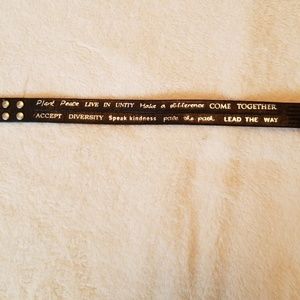 Plant Peace LIVE IN UNITY Make a difference COME TOGETHER
ACCEPT DIVERSITY Speak kindness pave the path LEAD THE WAY